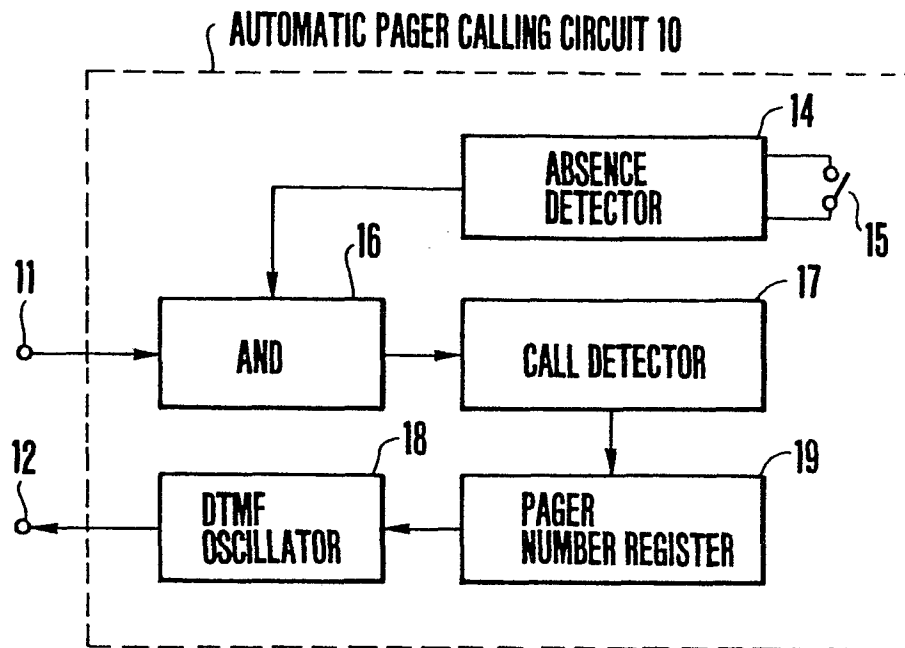 AUTOMATIC PAGER CALLING CIRCUIT 10
14
ABSENCE
DETECTOR
15
16
11
AND
17
CALL DETECTOR
18
12
DTMF
OSCILLATOR
19
PAGER
NUMBER REGISTER